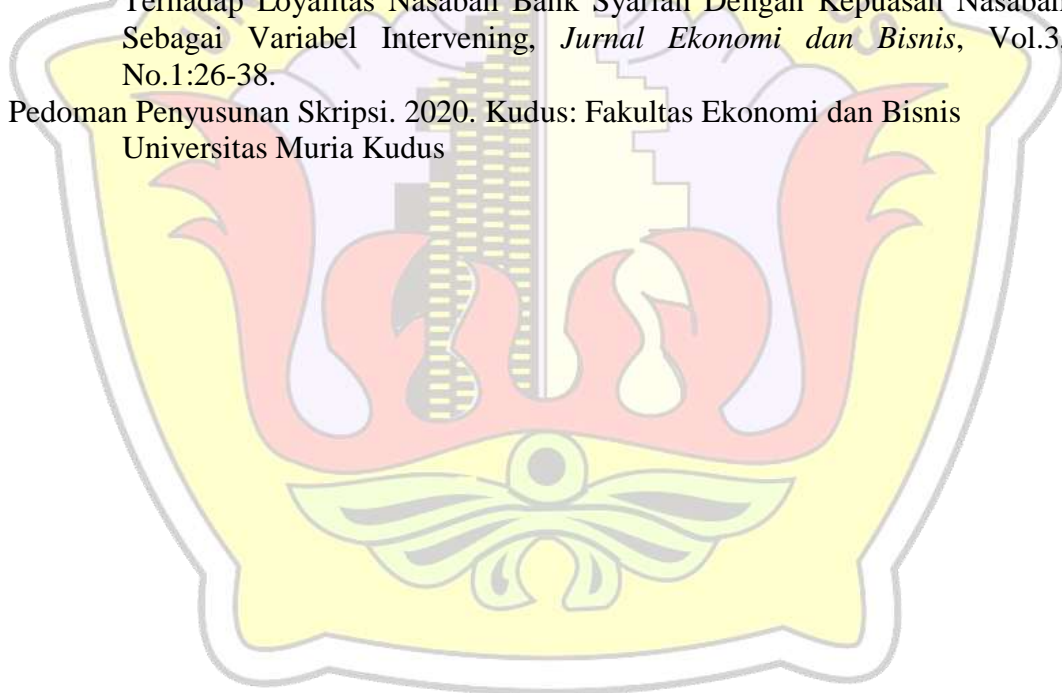 Terhadap Loyalitas Nasabah Bank Syariah Dengan Kepuasan Nasabah
Sebagai Variabel Intervening, Jurnal Ekonomi dan Bisnis, Vol.3,
No.1:26-38.
Pedoman Penyusunan Skripsi. 2020. Kudus: Fakultas Ekonomi dan Bisnis
Universitas Muria Kudus